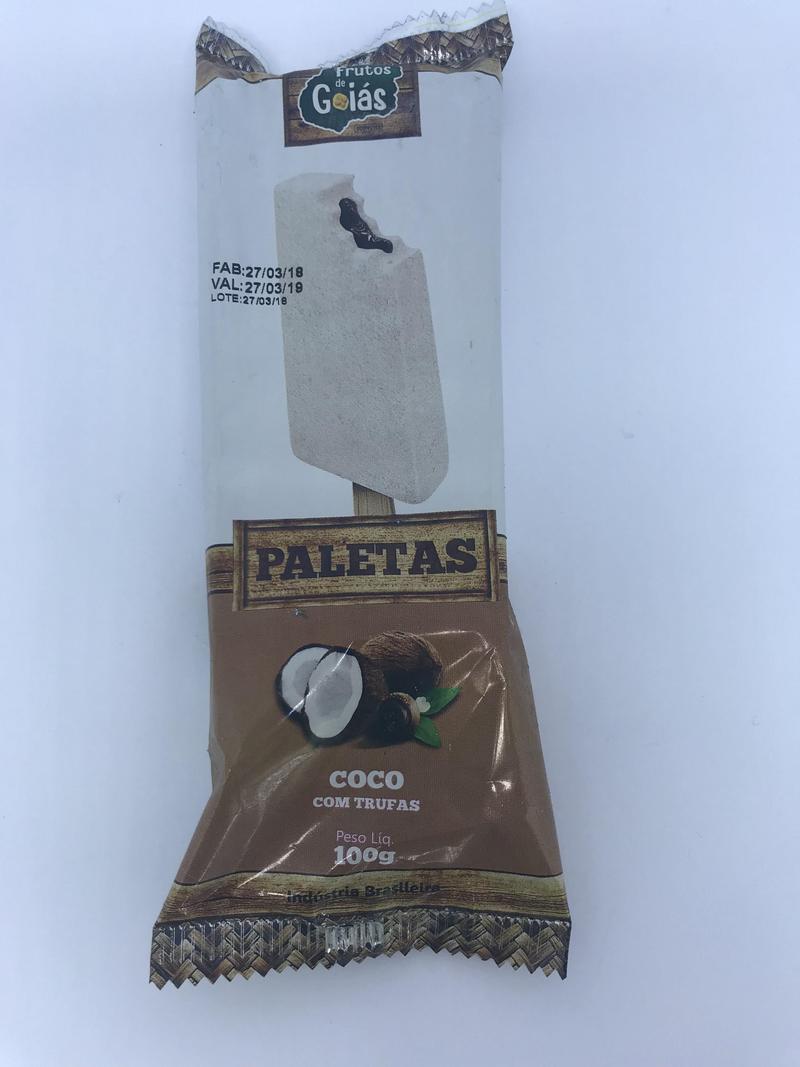 Frutos
de
Goiás
FAB:27/03/18
VAL:27/03/19
LOTE:27/03/18
PALETAS
COCO
COM TRUFAS
Peso Líq.
100g
Indústria Brasileira